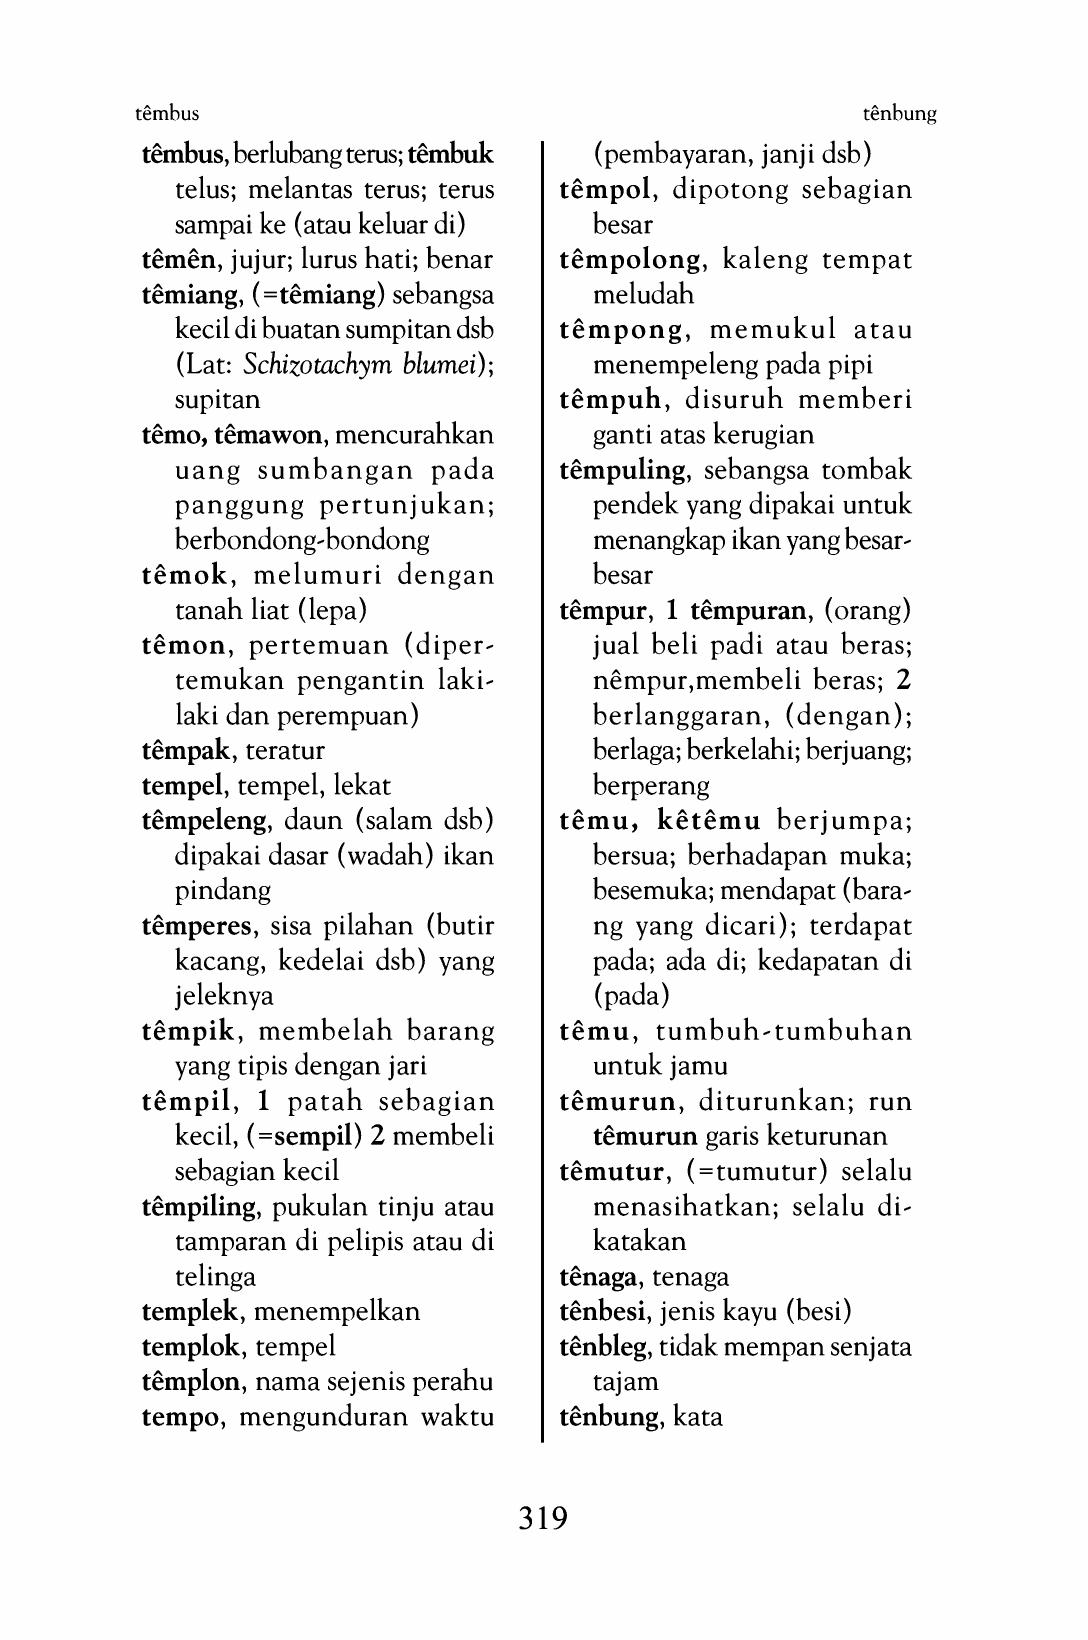 têmbus
tênbung
têmbus, berlubang terus; têmbuk
telus; melantas terus; terus
sampai ke (atau keluar di)
têmên, jujur; lurus hati; benar
têmiang, (=têmiang) sebangsa
kecil di buatan sumpitan dsb
(Lat: Schizotachym blumei);
supitan
têmo, têmawon, mencurahkan
uang sumbangan pada
panggung pertunjukan;
berbondong-bondong
têmok, melumuri dengan
tanah liat (lepa)
têmon, pertemuan (diper-
temukan pengantin laki-
laki dan perempuan)
têmpak, teratur
tempel, tempel, lekat
têmpeleng, daun (salam dsb)
dipakai dasar (wadah) ikan
pindang
têmperes, sisa pilahan (butir
kacang, kedelai dsb) yang
jeleknya
têmpik, membelah barang
yang tipis dengan jari
têmpil, 1 patah sebagian
kecil, (=sempil) 2 membeli
sebagian kecil
têmpiling, pukulan tinju atau
tamparan di pelipis atau di
telinga
templek, menempelkan
templok, tempel
têmplon, nama sejenis perahu
tempo, mengunduran waktu
(pembayaran, janji dsb)
têmpol, dipotong sebagian
besar
têmpolong, kaleng tempat
meludah
têmpong, memukul atau
menempeleng pada pipi
têmpuh, disuruh memberi
ganti atas kerugian
têmpuling, sebangsa tombak
pendek yang dipakai untuk
menangkap ikan yang besar-
besar
têmpur, 1 têmpuran, (orang)
jual beli padi atau beras;
nêmpur,membeli beras; 2
berlanggaran, (dengan);
berlaga; berkelahi; berjuang;
berperang
têmu, kêtêmu berjumpa;
bersua; berhadapan muka;
besemuka; mendapat (bara-
ng yang dicari); terdapat
pada; ada di; kedapatan di
(pada)
têmu, tumbuh-tumbuhan
untuk jamu
têmurun, diturunkan; run
têmurun garis keturunan
têmutur, (=tumutur) selalu
menasihatkan; selalu di-
katakan
tênaga, tenaga
tênbesi, jenis kayu (besi)
tênbleg, tidak mempan senjata
tajam
tênbung, kata
319